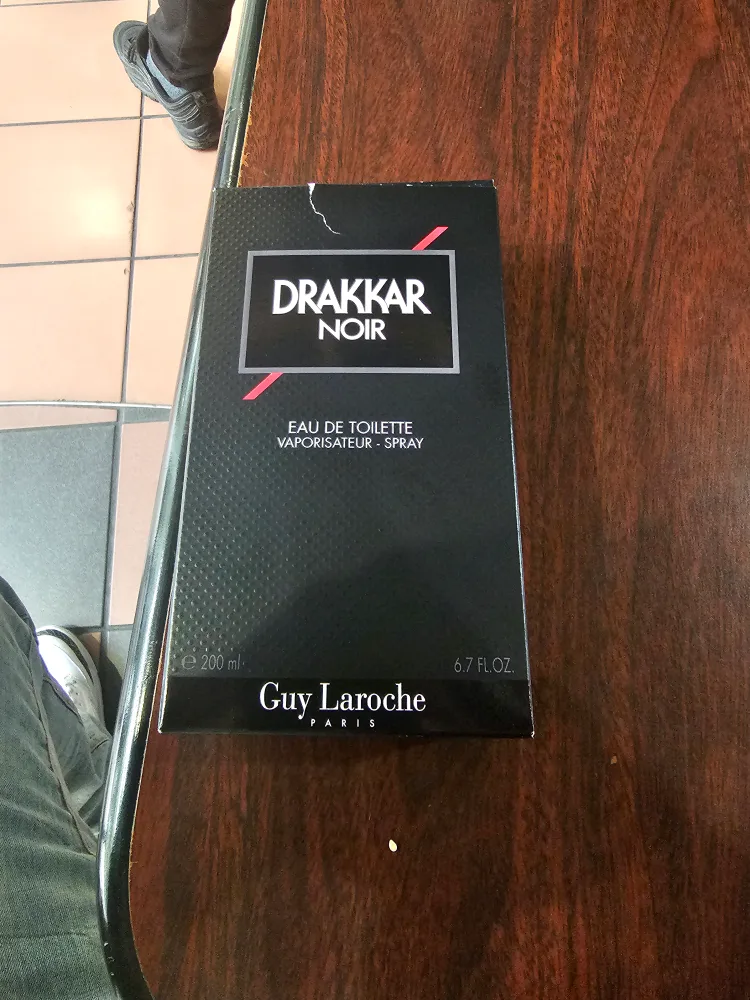 DRAKKAR
NOIR
EAU DE TOILETTE
VAPORISATEUR - SPRAY
℮ 200 ml
6.7 FL.OZ.
Guy Laroche
PARIS